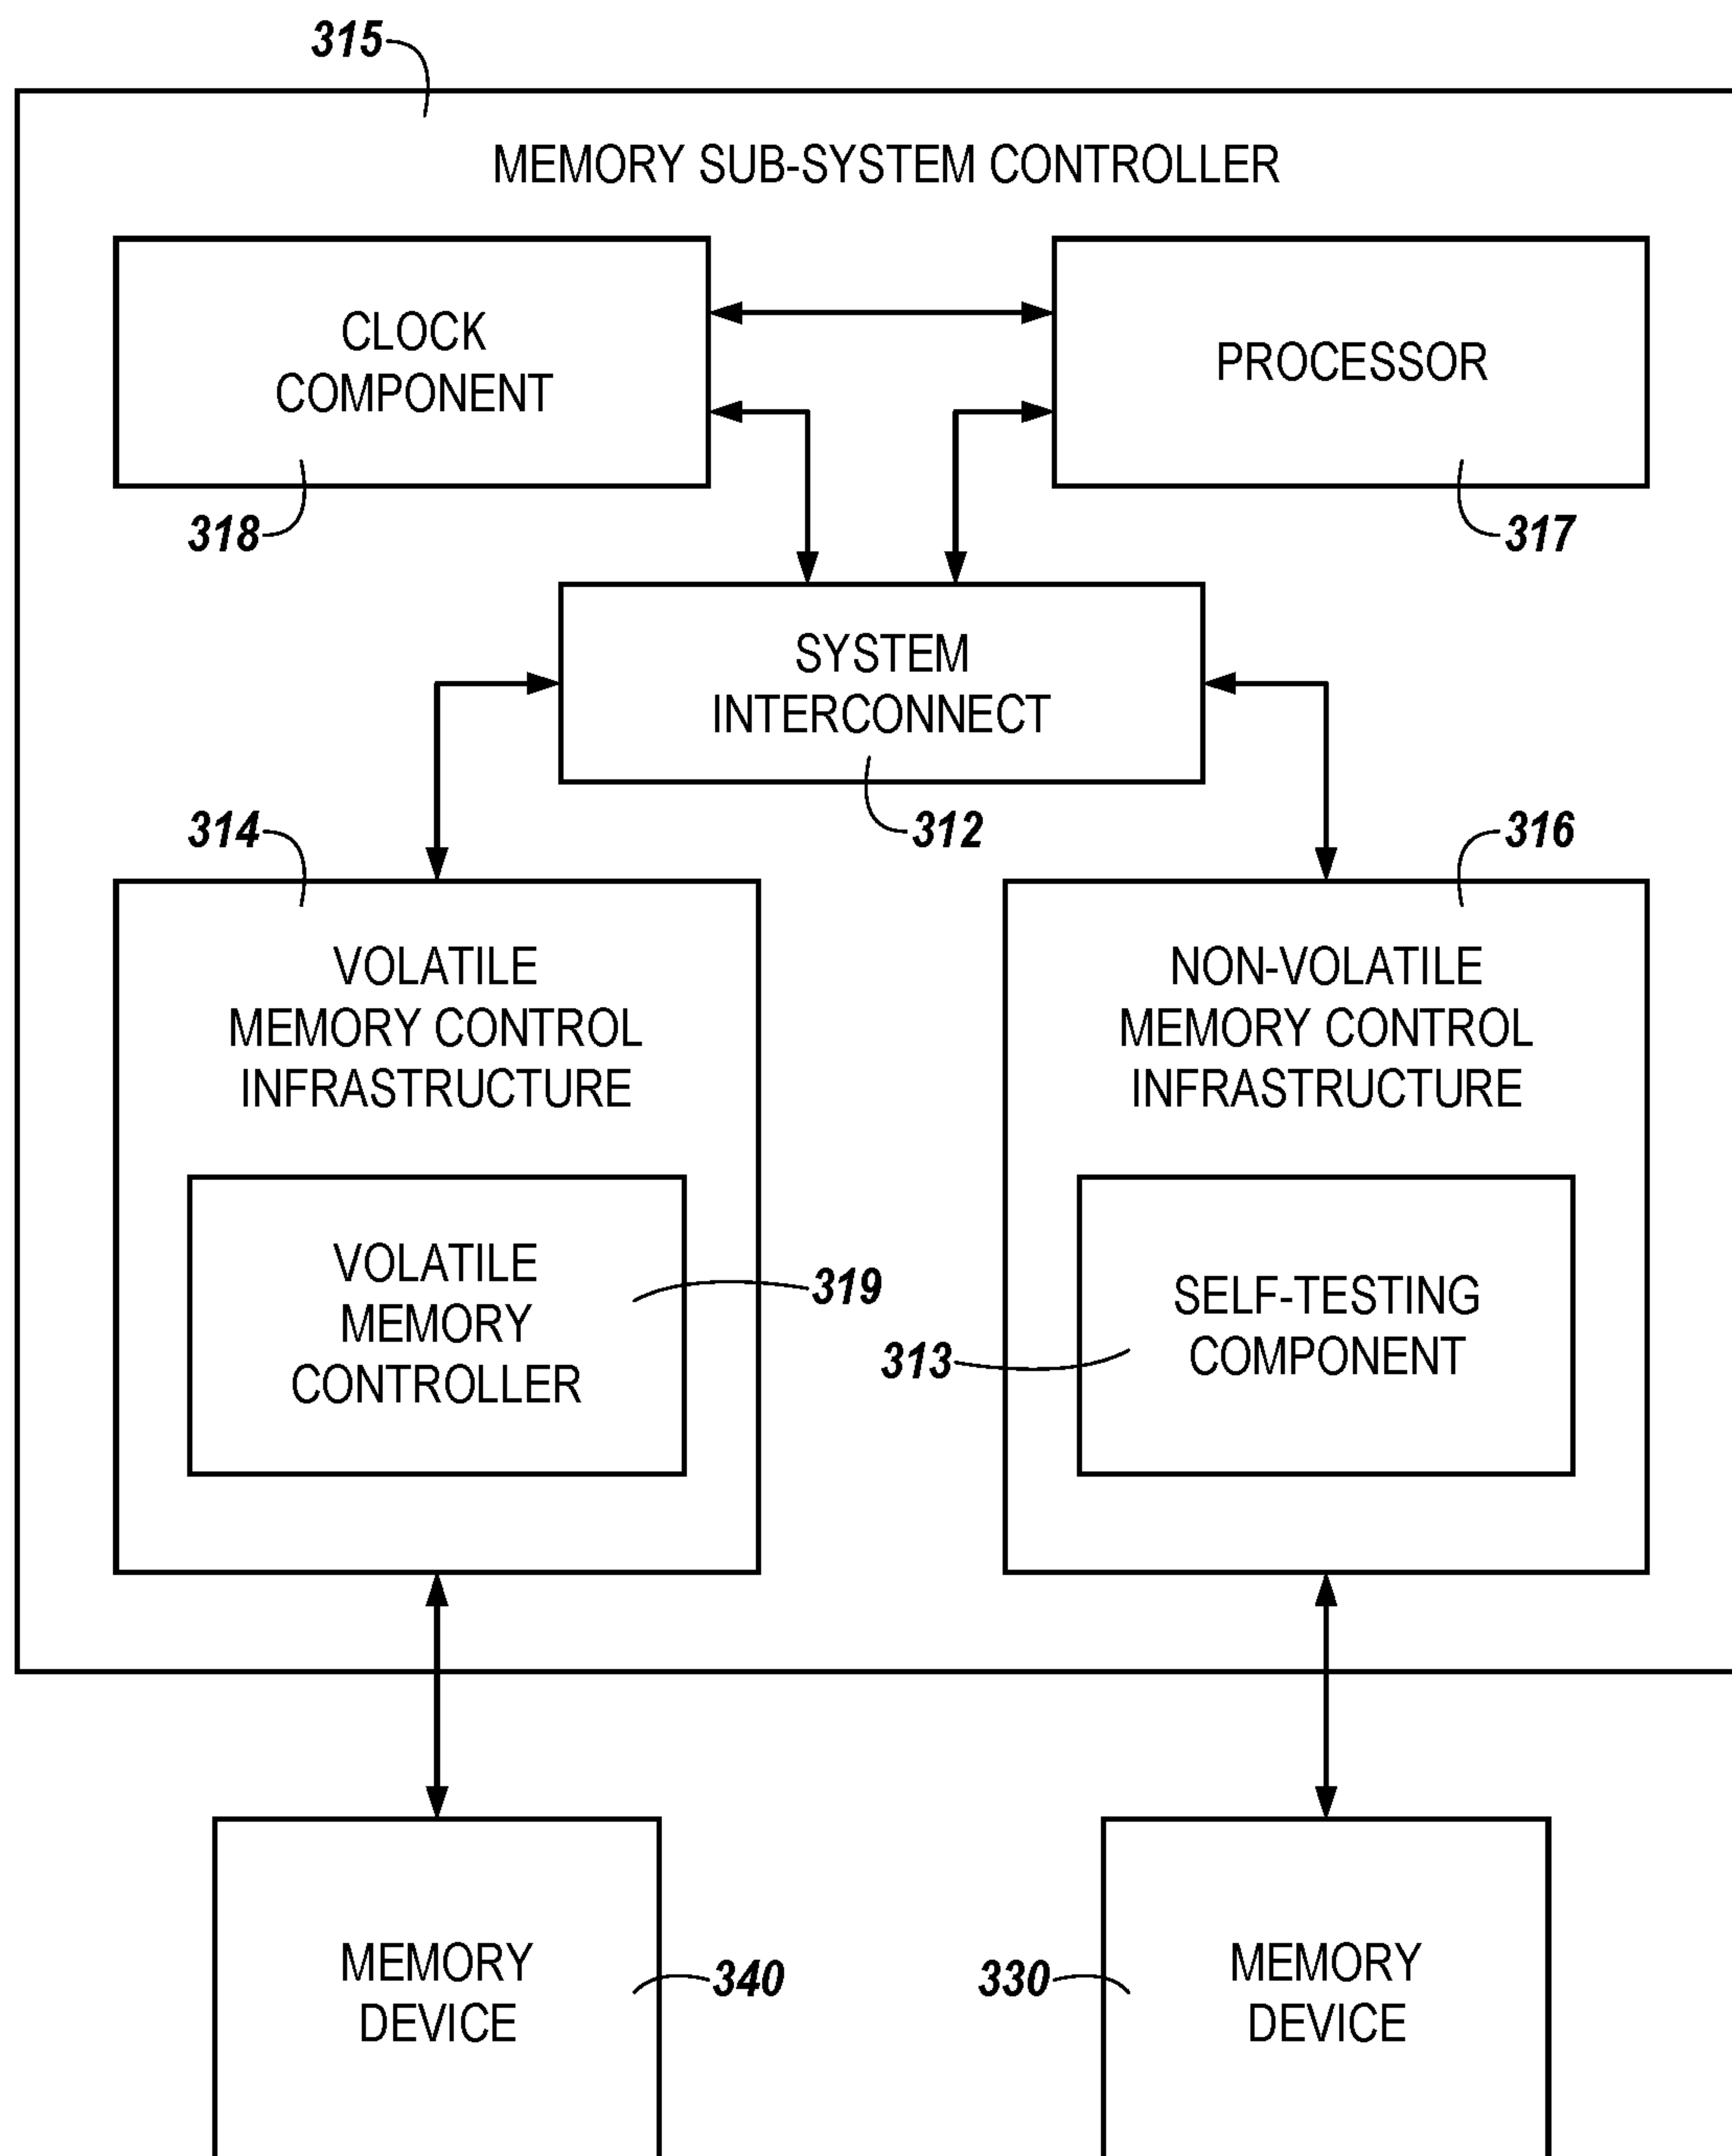 315
MEMORY SUB-SYSTEM CONTROLLER
CLOCK
COMPONENT
318
PROCESSOR
317
SYSTEM
INTERCONNECT
312
314
VOLATILE
MEMORY CONTROL
INFRASTRUCTURE
VOLATILE
MEMORY
CONTROLLER
319
316
NON-VOLATILE
MEMORY CONTROL
INFRASTRUCTURE
SELF-TESTING
COMPONENT
313
MEMORY
DEVICE
340
330
MEMORY
DEVICE